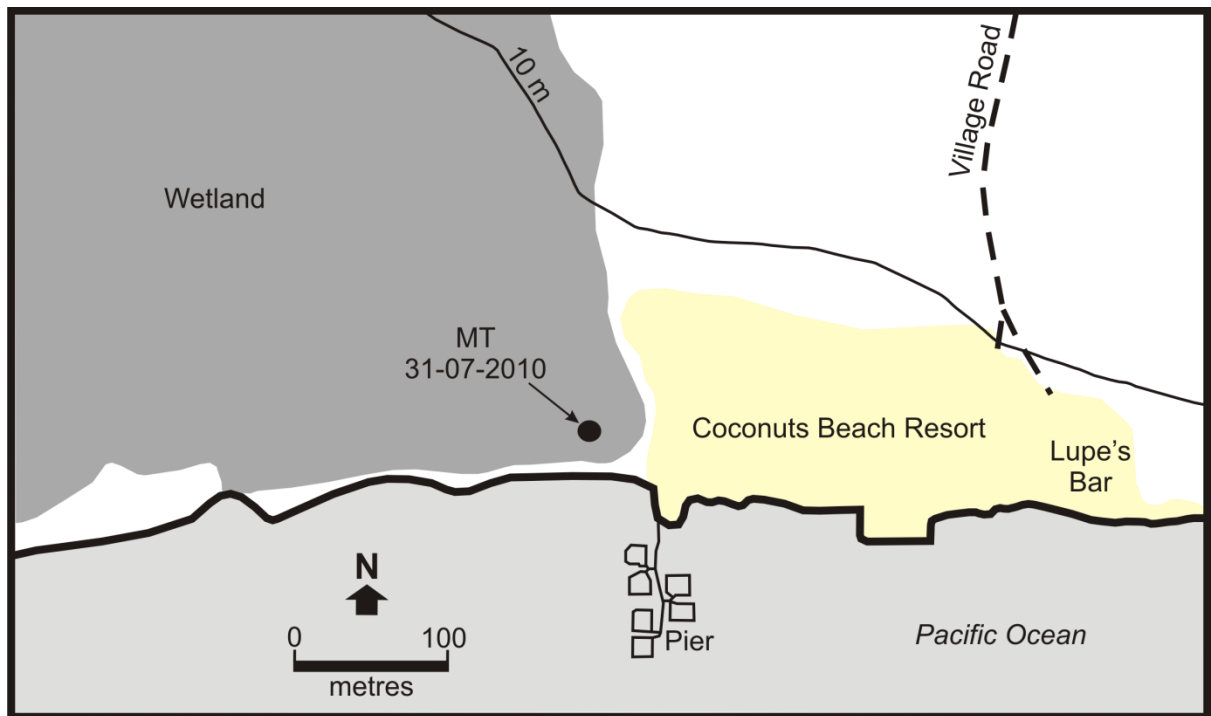 10 m
Village Road
Wetland
MT
31-07-2010
Coconuts Beach Resort
Lupe's
Bar
N
0 100
metres
Pier
Pacific Ocean